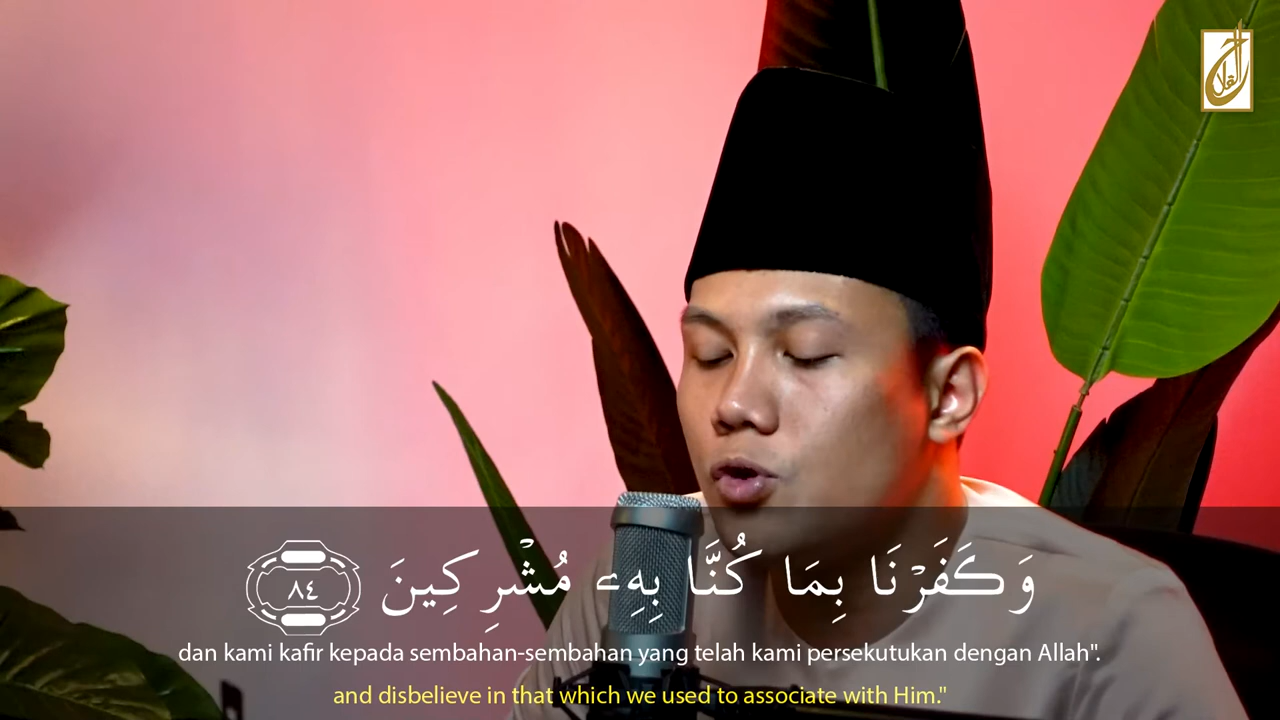 وَكَفَرْنَا بِمَا كُنَّا بِهِۦ مُشْرِكِينَ ٨٤
dan kami kafir kepada sembahan-sembahan yang telah kami persekutukan dengan Allah".
and disbelieve in that which we used to associate with Him."